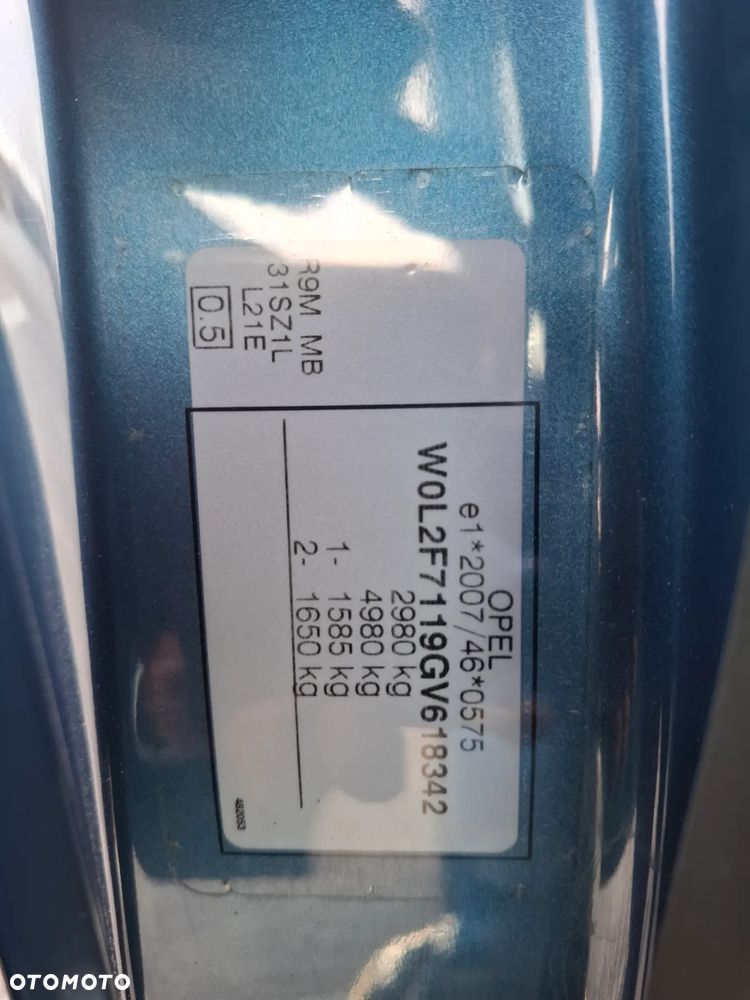 OPEL
e1*2007/46*0575
W0L2F7119GV618342
2980 kg
4980 kg
1- 1585 kg
2- 1650 kg
R9M MB
31SZ1L
L21E
0.5
482053
OTOMOTO